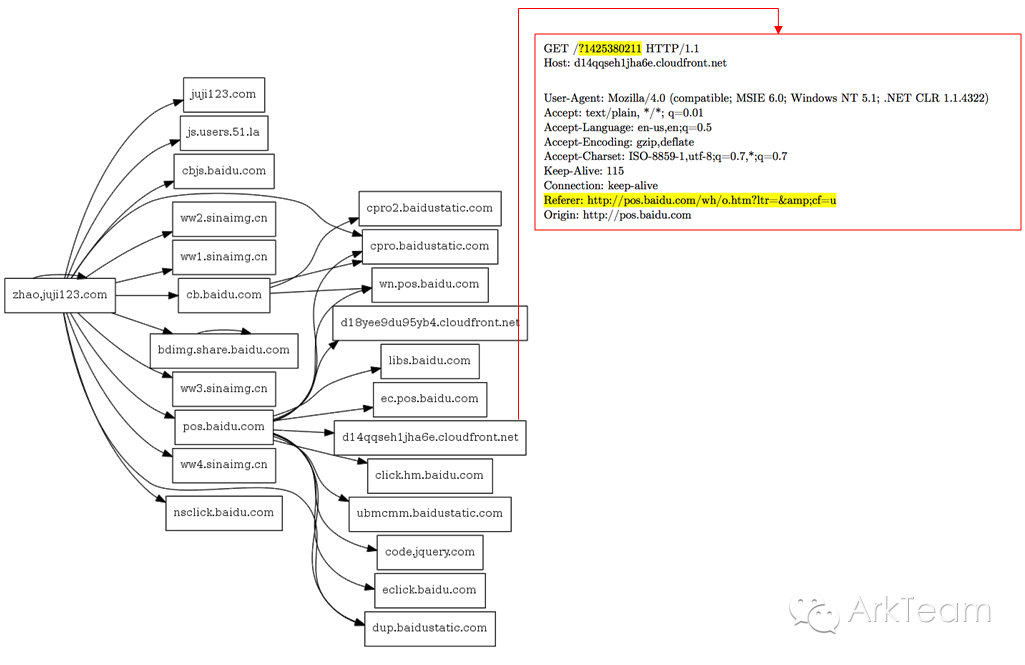 GET /?1425380211 HTTP/1.1
Host: d14qqseh1jha6e.cloudfront.net
User-Agent: Mozilla/4.0 (compatible; MSIE 6.0; Windows NT 5.1; .NET CLR 1.1.4322)
Accept: text/plain, */*; q=0.01
Accept-Language: en-us,en;q=0.5
Accept-Encoding: gzip,deflate
Accept-Charset: ISO-8859-1,utf-8;q=0.7,*;q=0.7
Keep-Alive: 115
Connection: keep-alive
Referer: http://pos.baidu.com/wh/o.htm?ltr=&amp;cf=u
Origin: http://pos.baidu.com
zhao.juji123.com
juji123.com
js.users.51.la
cbjs.baidu.com
ww2.sinaimg.cn
ww1.sinaimg.cn
cb.baidu.com
bdimg.share.baidu.com
ww3.sinaimg.cn
pos.baidu.com
ww4.sinaimg.cn
nsclick.baidu.com
cpro2.baidustatic.com
cpro.baidustatic.com
wn.pos.baidu.com
d18yee9du95yb4.cloudfront.net
libs.baidu.com
ec.pos.baidu.com
d14qqseh1jha6e.cloudfront.net
click.hm.baidu.com
ubmcmm.baidustatic.com
code.jquery.com
eclick.baidu.com
dup.baidustatic.com
ArkTeam